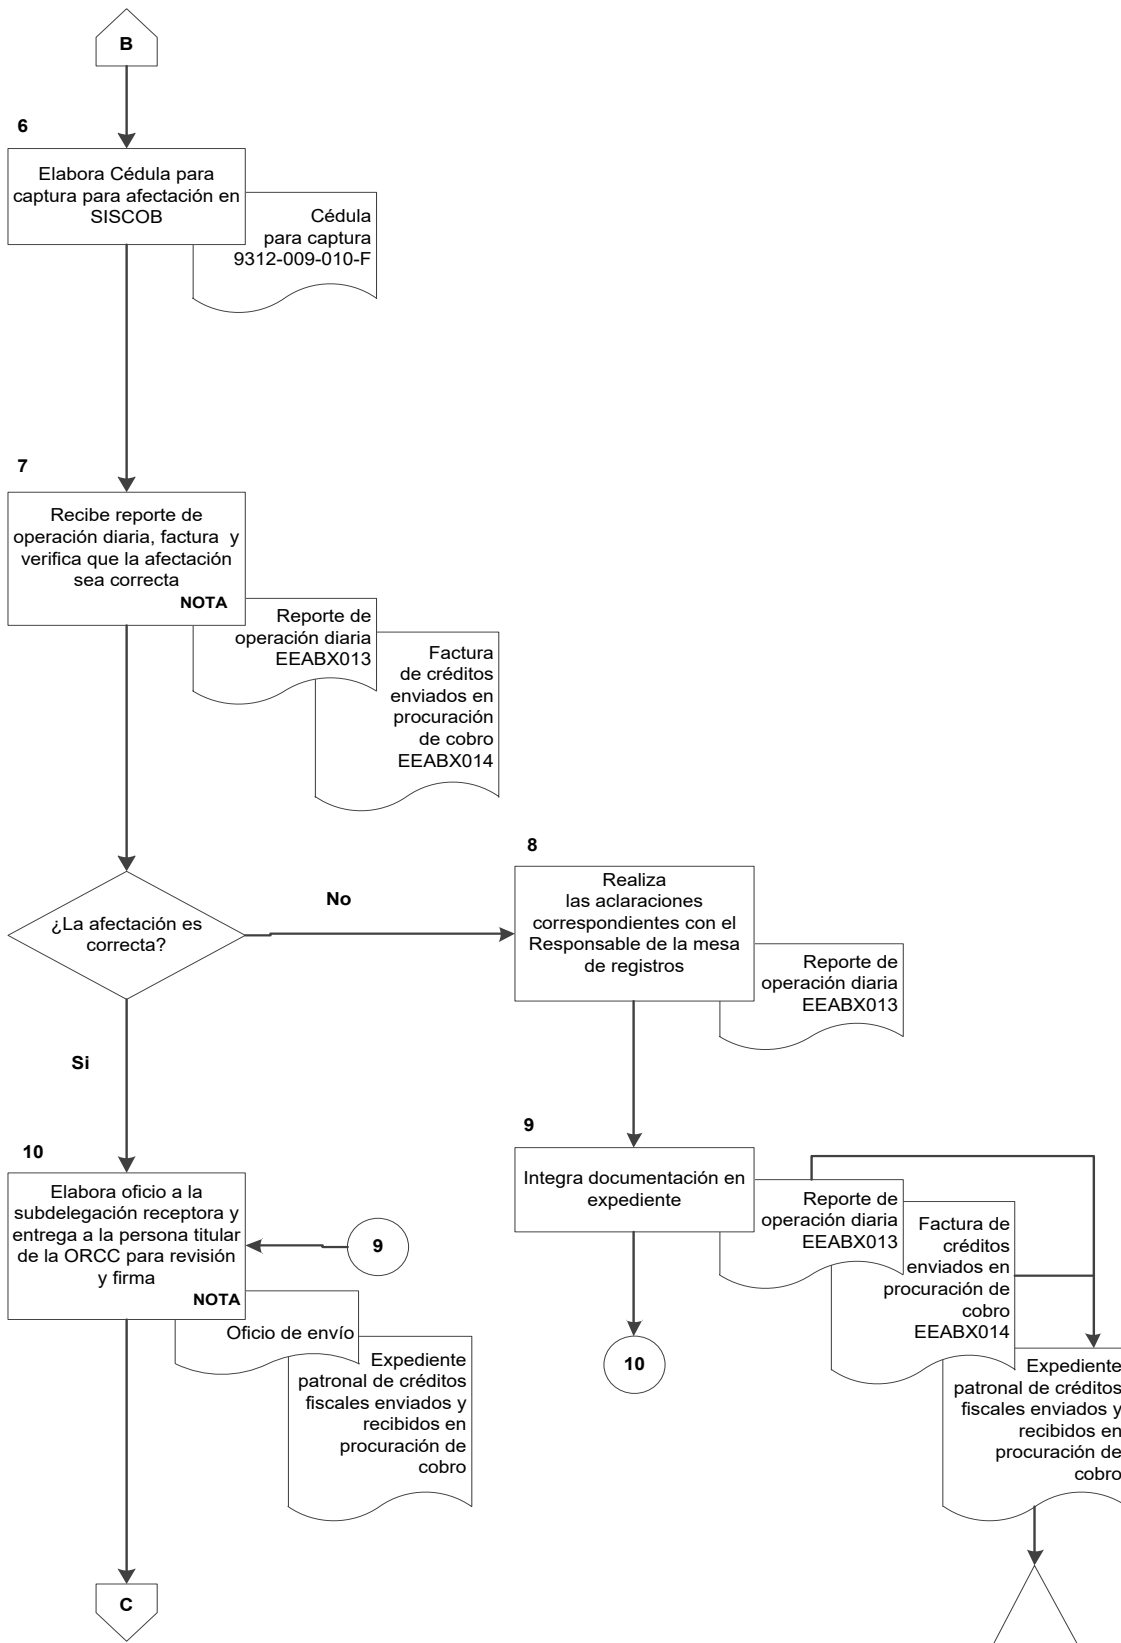 B
6
Elabora Cédula para
captura para afectación en
SISCOB
Cédula
para captura
9312-009-010-F
7
Recibe reporte de
operación diaria, factura y
verifica que la afectación
sea correcta
NOTA
Reporte de
operación diaria
EEABX013
Factura
de créditos
enviados en
procuración
de cobro
EEABX014
¿La afectación es
correcta?
No
8
Realiza
las aclaraciones
correspondientes con el
Responsable de la mesa
de registros
Reporte de
operación diaria
EEABX013
Si
9
Integra documentación en
expediente
Reporte de
operación diaria
EEABX013
Factura de
créditos
enviados en
procuración de
cobro
EEABX014
Expediente
patronal de créditos
fiscales enviados y
recibidos en
procuración de
cobro
10
10
Elabora oficio a la
subdelegación receptora y
entrega a la persona titular
de la ORCC para revisión
y firma
NOTA
9
Oficio de envío
Expediente
patronal de créditos
fiscales enviados y
recibidos en
procuración de
cobro
C